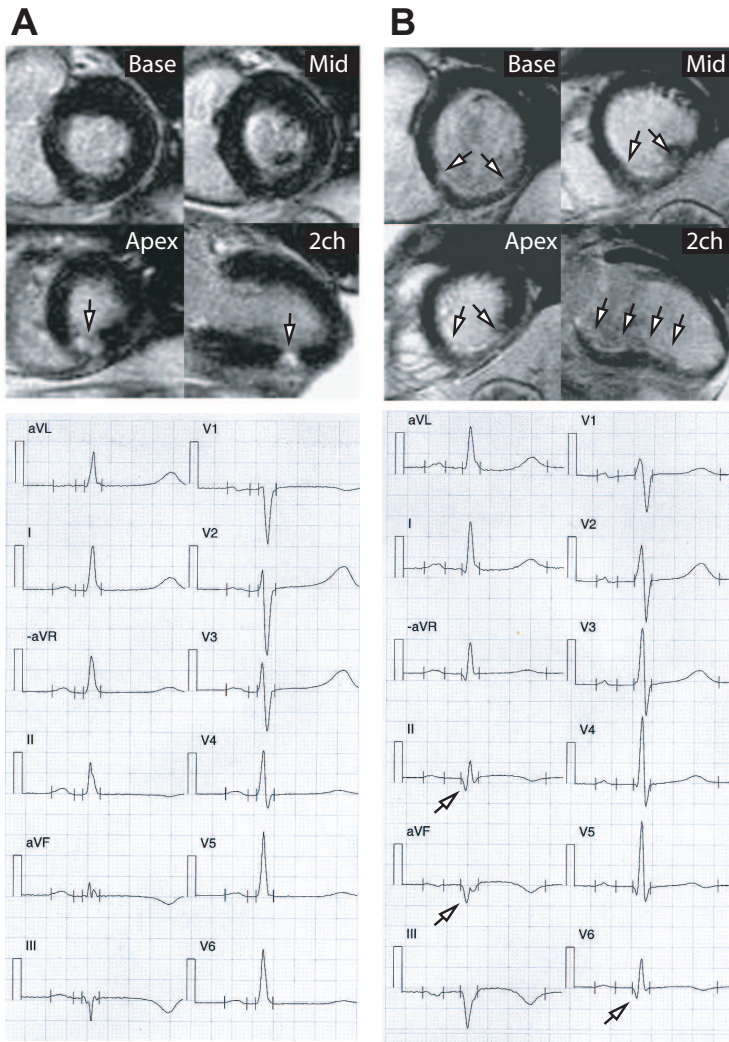 A
Base
Mid
Apex
2ch
aVL
V1
I
V2
-aVR
V3
II
V4
aVF
V5
III
V6
B
Base
Mid
Apex
2ch
aVL
V1
I
V2
-aVR
V3
II
V4
aVF
V5
III
V6